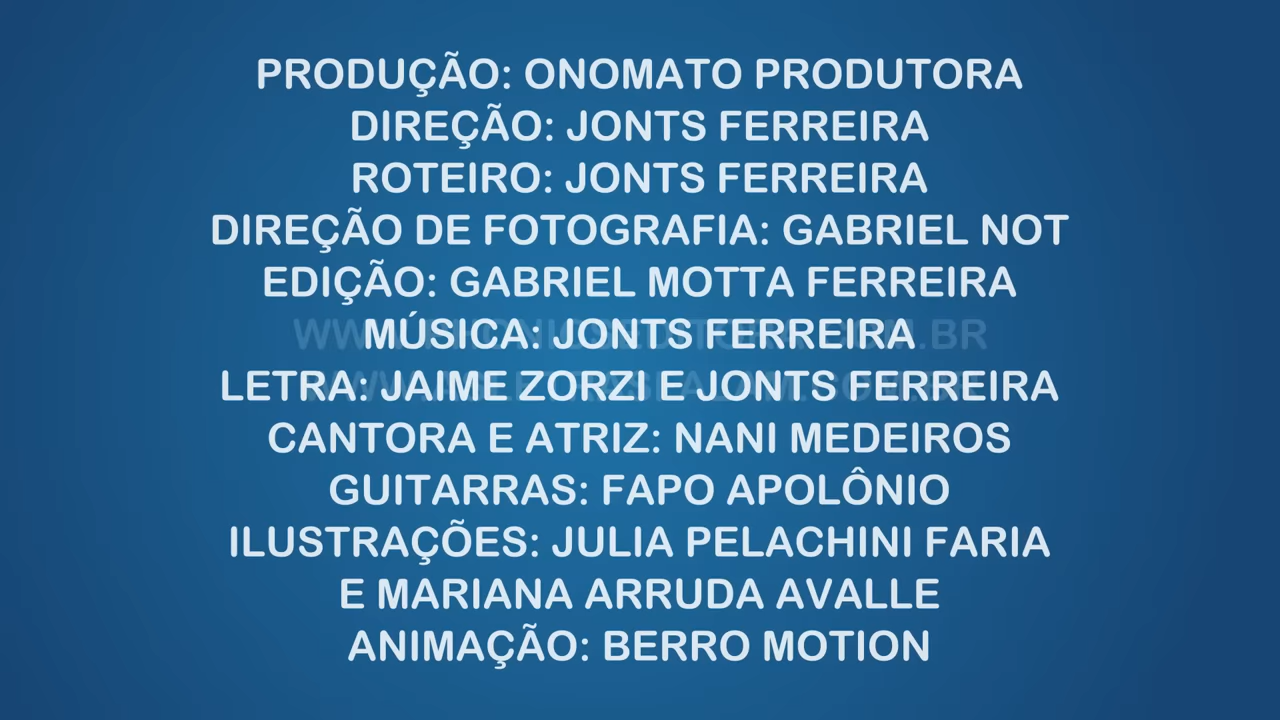 PRODUÇÃO: ONOMATO PRODUTORA
DIREÇÃO: JONTS FERREIRA
ROTEIRO: JONTS FERREIRA
DIREÇÃO DE FOTOGRAFIA: GABRIEL NOT
EDIÇÃO: GABRIEL MOTTA FERREIRA
MÚSICA: JONTS FERREIRA
LETRA: JAIME ZORZI E JONTS FERREIRA
CANTORA E ATRIZ: NANI MEDEIROS
GUITARRAS: FAPO APOLÔNIO
ILUSTRAÇÕES: JULIA PELACHINI FARIA
E MARIANA ARRUDA AVALLE
ANIMAÇÃO: BERRO MOTION